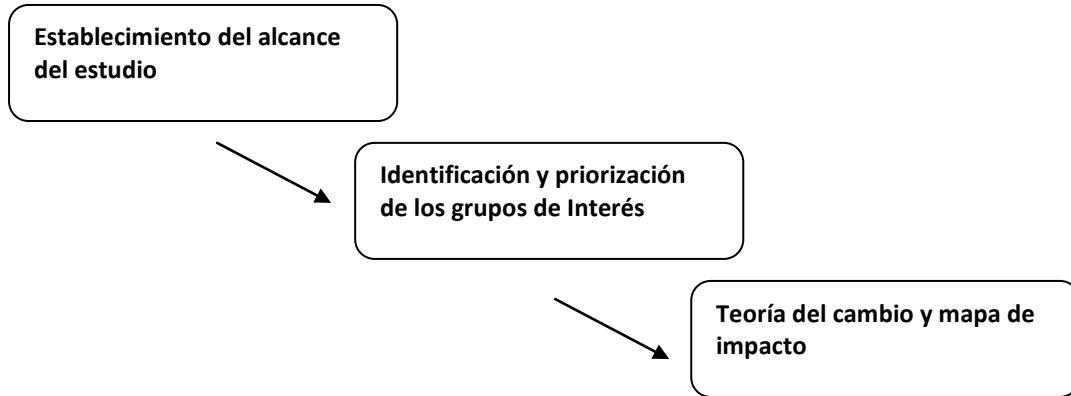 Establecimiento del alcance
del estudio
Identificación y priorización
de los grupos de Interés
Teoría del cambio y mapa de
impacto